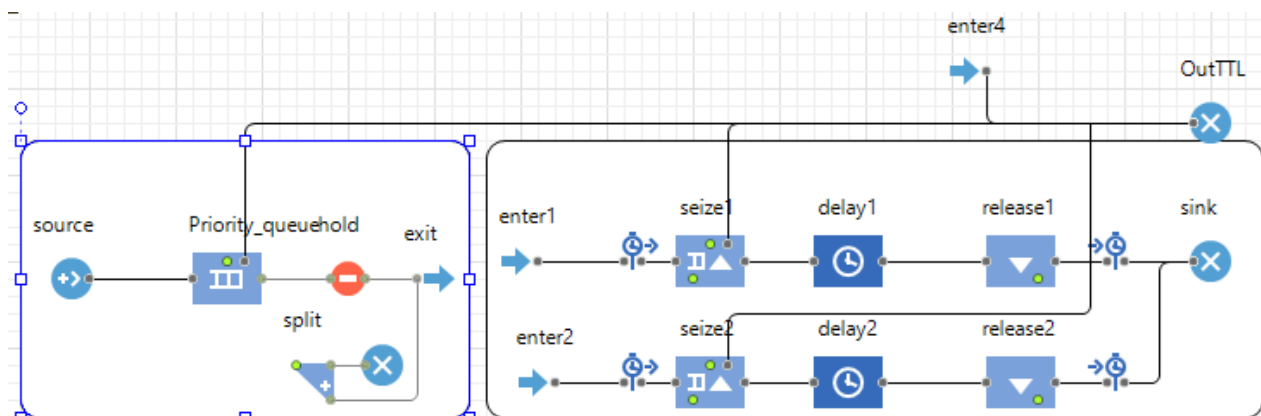 enter4
OutTTL
source
Priority_queue
hold
exit
split
enter1
seize1
delay1
release1
sink
enter2
seize2
delay2
release2